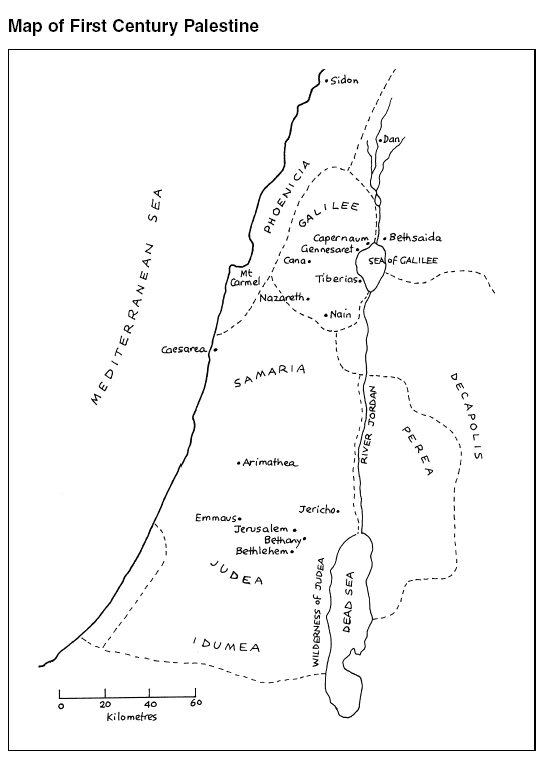 Map of First Century Palestine
Sidon
Dan
PHOENICIA
GALILEE
MEDITERRANEAN SEA
Capernaum
Bethsaida
Gennesaret
Cana
SEA of GALILEE
Mt
Carmel
Tiberias
Nazareth
Nain
Caesarea
SAMARIA
DECAPOLIS
RIVER JORDAN
PEREA
Arimathea
Jericho
Emmaus
Jerusalem
Bethany
Bethlehem
JUDEA
WILDERNESS OF JUDEA
DEAD SEA
IDUMEA
0 20 40 60
Kilometres